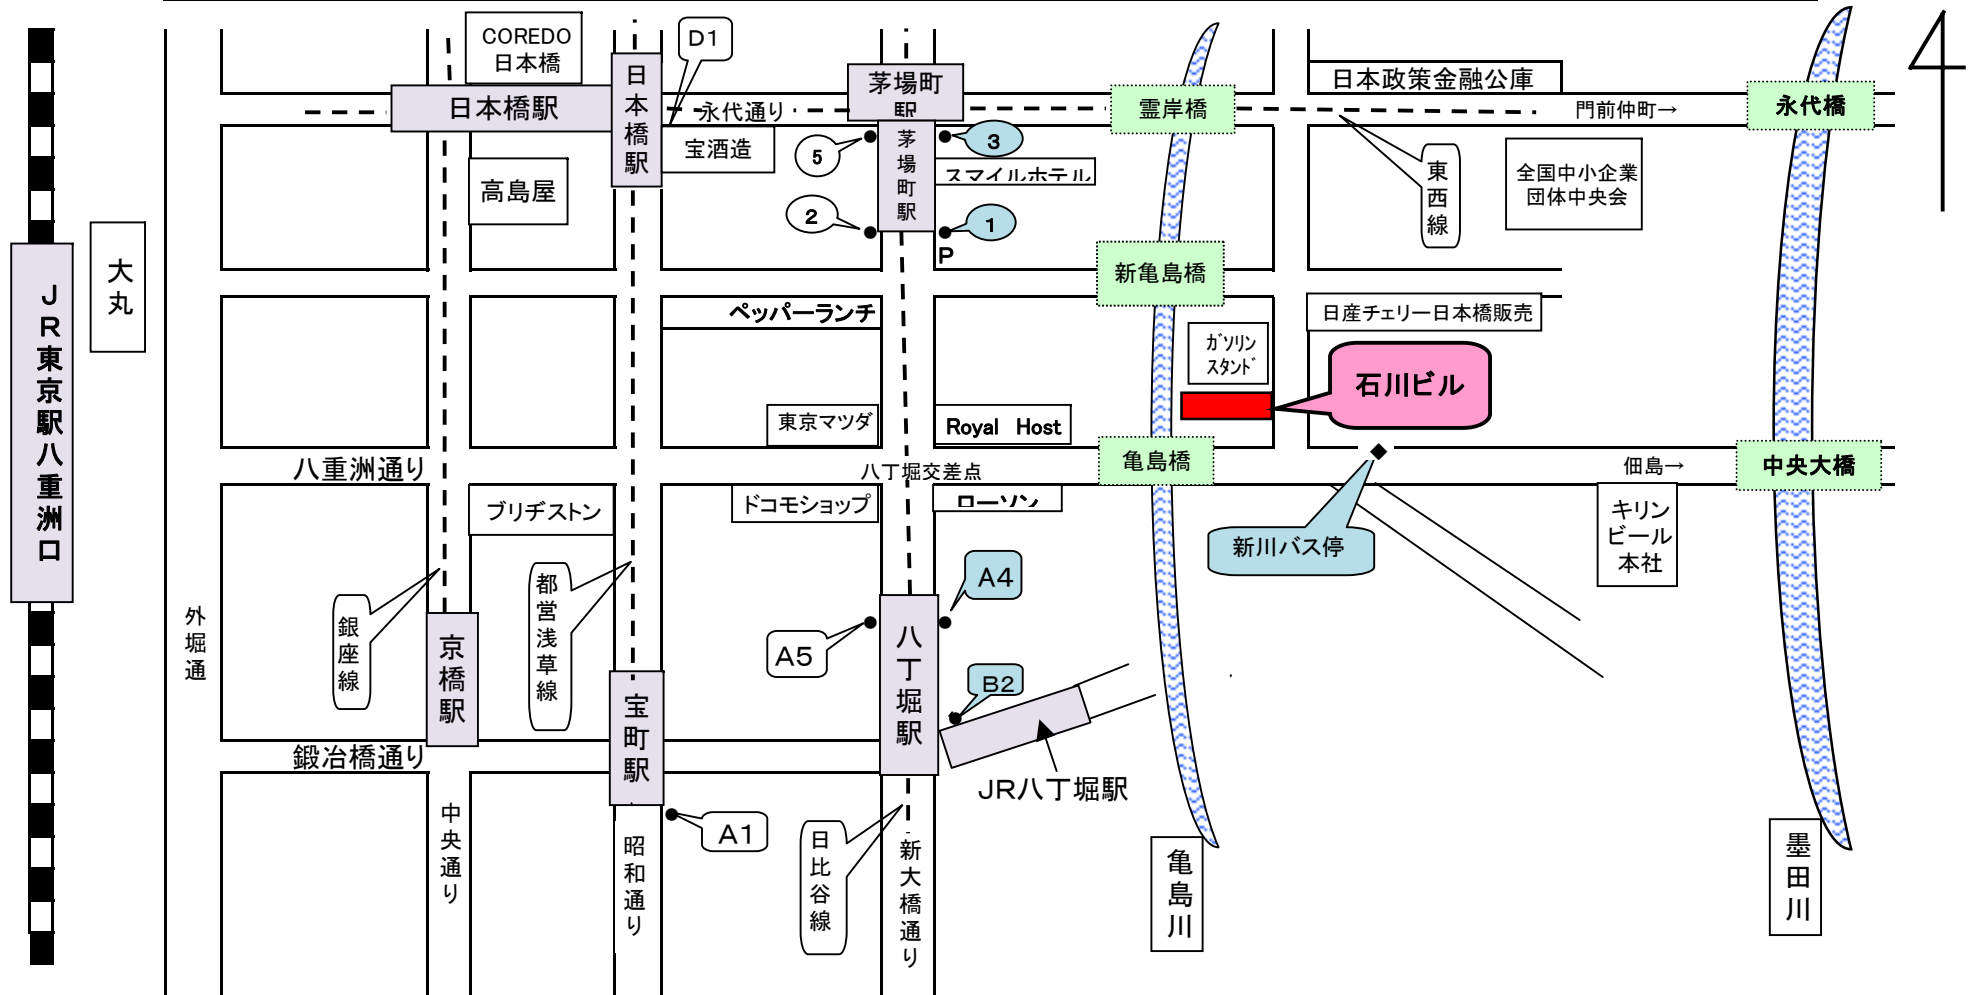 COREDO
日本橋
D1
日本橋駅
日本橋駅
永代通り
茅場町
駅
茅場町駅
霊岸橋
日本政策金融公庫
門前仲町→
永代橋
宝酒造
5
3
スマイルホテル
高島屋
2
1
P
東西線
全国中小企業
団体中央会
大丸
JR東京駅八重洲口
新亀島橋
ペッパーランチ
日産チェリー日本橋販売
ガソリン
スタンド
石川ビル
東京マツダ
Royal Host
八重洲通り
八丁堀交差点
亀島橋
佃島→
中央大橋
ブリヂストン
ドコモショップ
ローソン
新川バス停
キリン
ビール
本社
外堀通
銀座線
京橋駅
都営浅草線
宝町駅
A5
A4
八丁堀駅
B2
鍛冶橋通り
JR八丁堀駅
中央通り
昭和通り
A1
日比谷線
新大橋通り
亀島川
墨田川